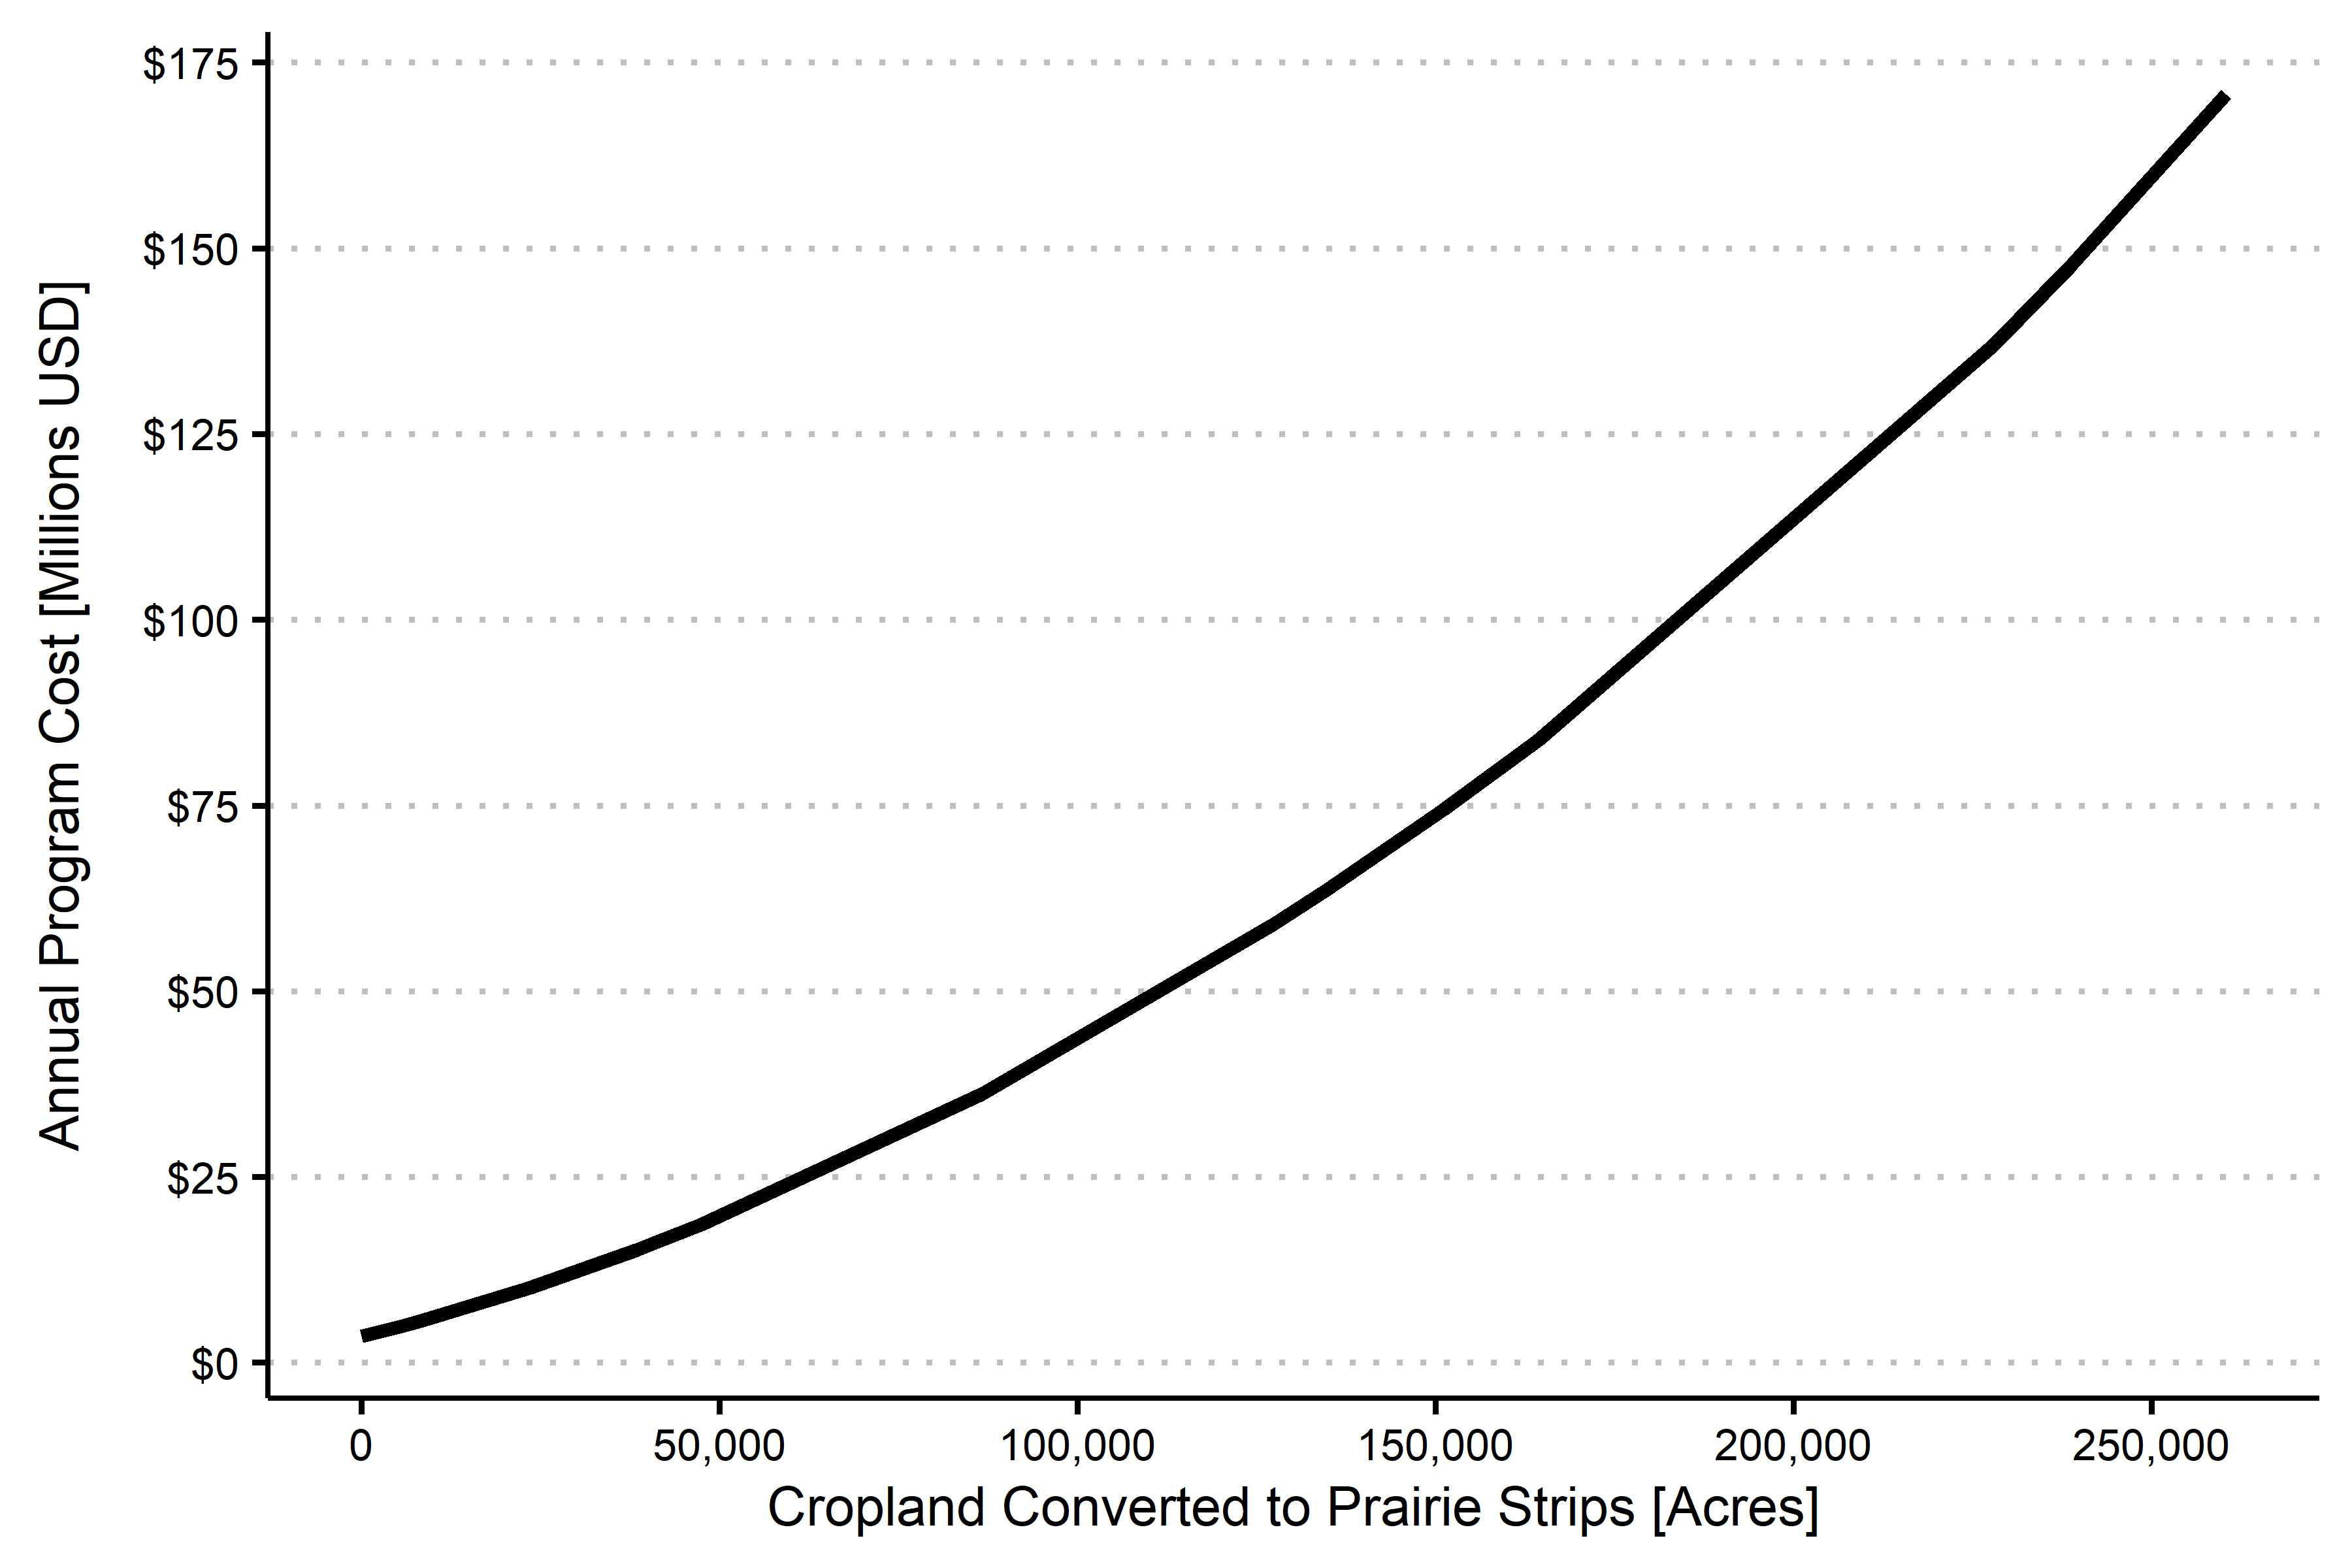 Annual Program Cost [Millions USD]
$175
$150
$125
$100
$75
$50
$25
$0
0 50,000 100,000 150,000 200,000 250,000
Cropland Converted to Prairie Strips [Acres]